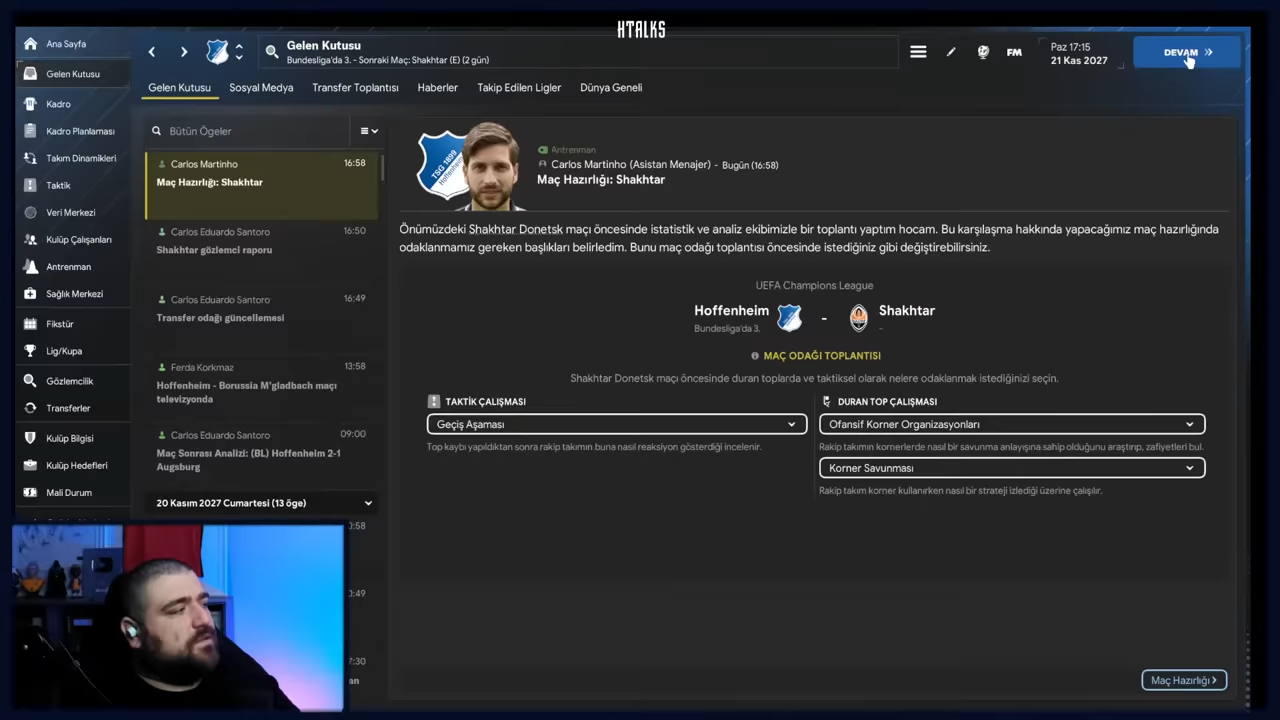 HTALKS
Ana Sayfa
Gelen Kutusu
Kadro
Kadro Planlaması
Takım Dinamikleri
Taktik
Veri Merkezi
Kulüp Çalışanları
Antrenman
Sağlık Merkezi
Fikstür
Lig/Kupa
Gözlemcilik
Transferler
Kulüp Bilgisi
Kulüp Hedefleri
Mali Durum
Gelen Kutusu
Bundesliga'da 3. - Sonraki Maç: Shakhtar (E) (2 gün)
FM
Paz 17:15
21 Kas 2027
DEVAM
Gelen Kutusu
Sosyal Medya
Transfer Toplantısı
Haberler
Takip Edilen Ligler
Dünya Geneli
Bütün Ögeler
Carlos Martinho 16:58
Maç Hazırlığı: Shakhtar
Carlos Eduardo Santoro 16:50
Shakhtar gözlemci raporu
Carlos Eduardo Santoro 16:49
Transfer odağı güncellemesi
Ferda Korkmaz 13:58
Hoffenheim - Borussia M'gladbach maçı
televizyonda
Carlos Eduardo Santoro 09:00
Maç Sonrası Analizi: (BL) Hoffenheim 2-1
Augsburg
20 Kasım 2027 Cumartesi (13 öge)
TSG 1899
Antrenman
Carlos Martinho (Asistan Menajer) - Bugün (16:58)
Maç Hazırlığı: Shakhtar
Önümüzdeki Shakhtar Donetsk maçı öncesinde istatistik ve analiz ekibimizle bir toplantı yaptım hocam. Bu karşılaşma hakkında yapacağımız maç hazırlığında
odaklanmamız gereken başlıkları belirledim. Bunu maç odağı toplantısı öncesinde istediğiniz gibi değiştirebilirsiniz.
UEFA Champions League
Hoffenheim - Shakhtar
Bundesliga'da 3. -
MAÇ ODAĞI TOPLANTISI
Shakhtar Donetsk maçı öncesinde duran toplarda ve taktiksel olarak nelere odaklanmak istediğinizi seçin.
TAKTİK ÇALIŞMASI
Geçiş Aşaması
Top kaybı yapıldıktan sonra rakip takımın buna nasıl reaksiyon gösterdiği incelenir.
DURAN TOP ÇALIŞMASI
Ofansif Korner Organizasyonları
Rakip takımın kornerlerde nasıl bir savunma anlayışına sahip olduğunu araştırıp, zafiyetleri bul.
Korner Savunması
Rakip takım korner kullanırken nasıl bir strateji izlediği üzerine çalışılır.
Maç Hazırlığı